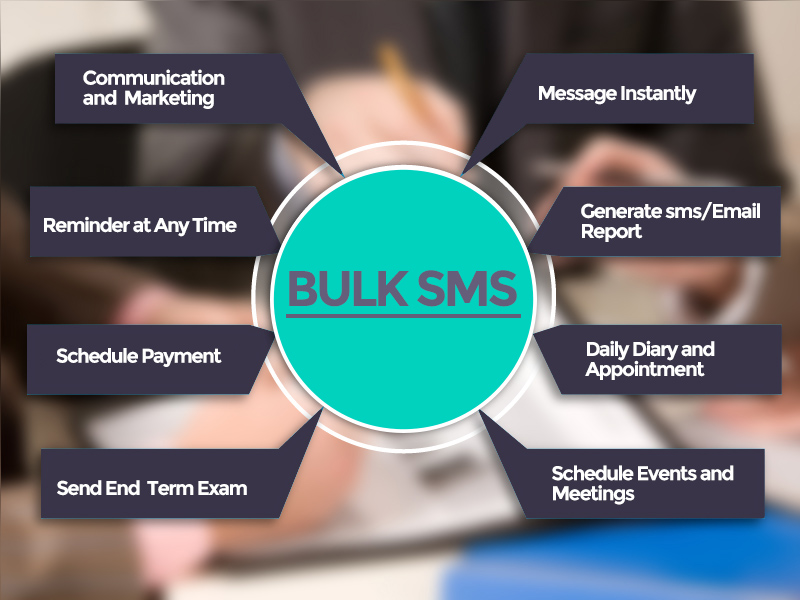 Communication
and Marketing
Message Instantly
Reminder at Any Time
Generate sms/Email
Report
BULK SMS
Schedule Payment
Daily Diary and
Appointment
Send End Term Exam
Schedule Events and
Meetings